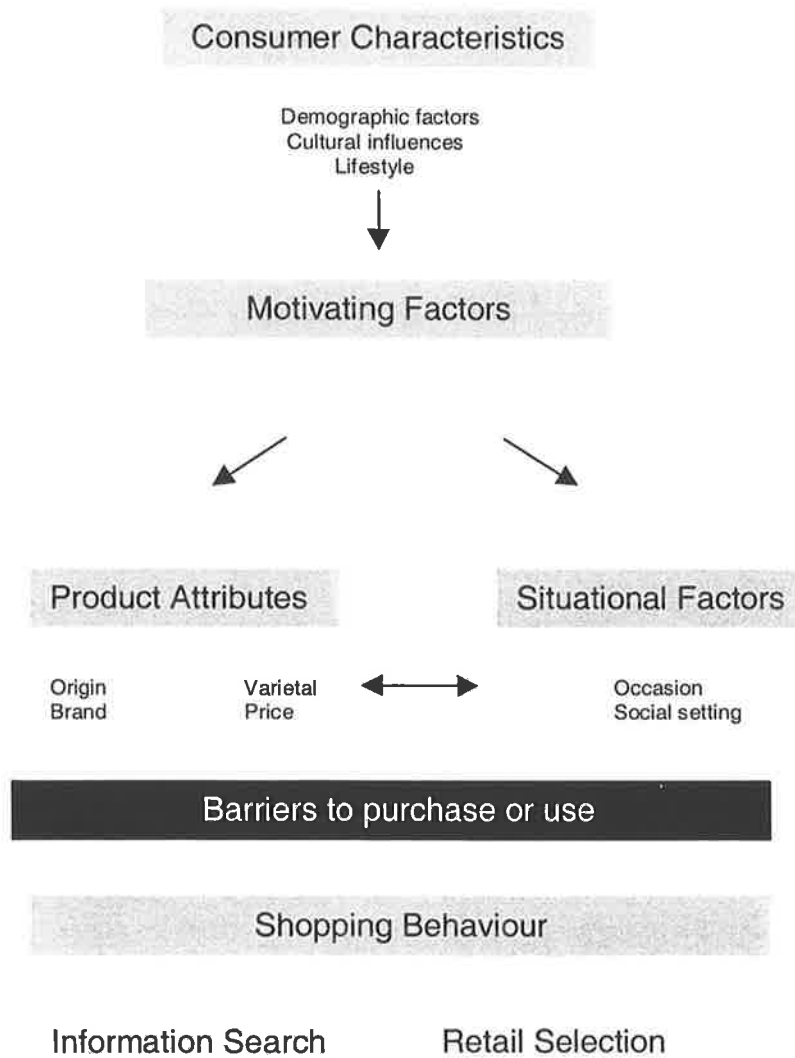 Consumer Characteristics
Demographic factors
Cultural influences
Lifestyle
Motivating Factors
Product Attributes
Situational Factors
Origin
Brand
Varietal
Price
Occasion
Social setting
Barriers to purchase or use
Shopping Behaviour
Information Search
Retail Selection